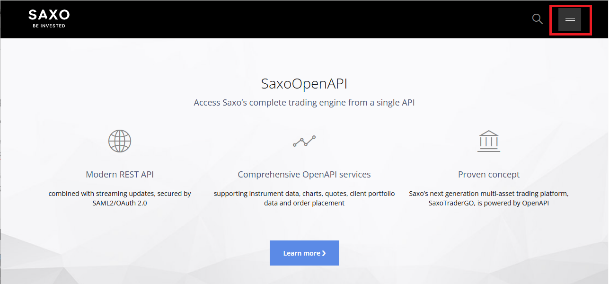 SAXO
BE INVESTED
SaxoOpenAPI
Access Saxo's complete trading engine from a single API
Modern REST API
combined with streaming updates, secured by
SAML2/OAuth 2.0
Comprehensive OpenAPI services
supporting instrument data, charts, quotes, client portfolio
data and order placement
Proven concept
Saxo's next generation multi-asset trading platform,
SaxoTraderGO, is powered by OpenAPI
Learn more >